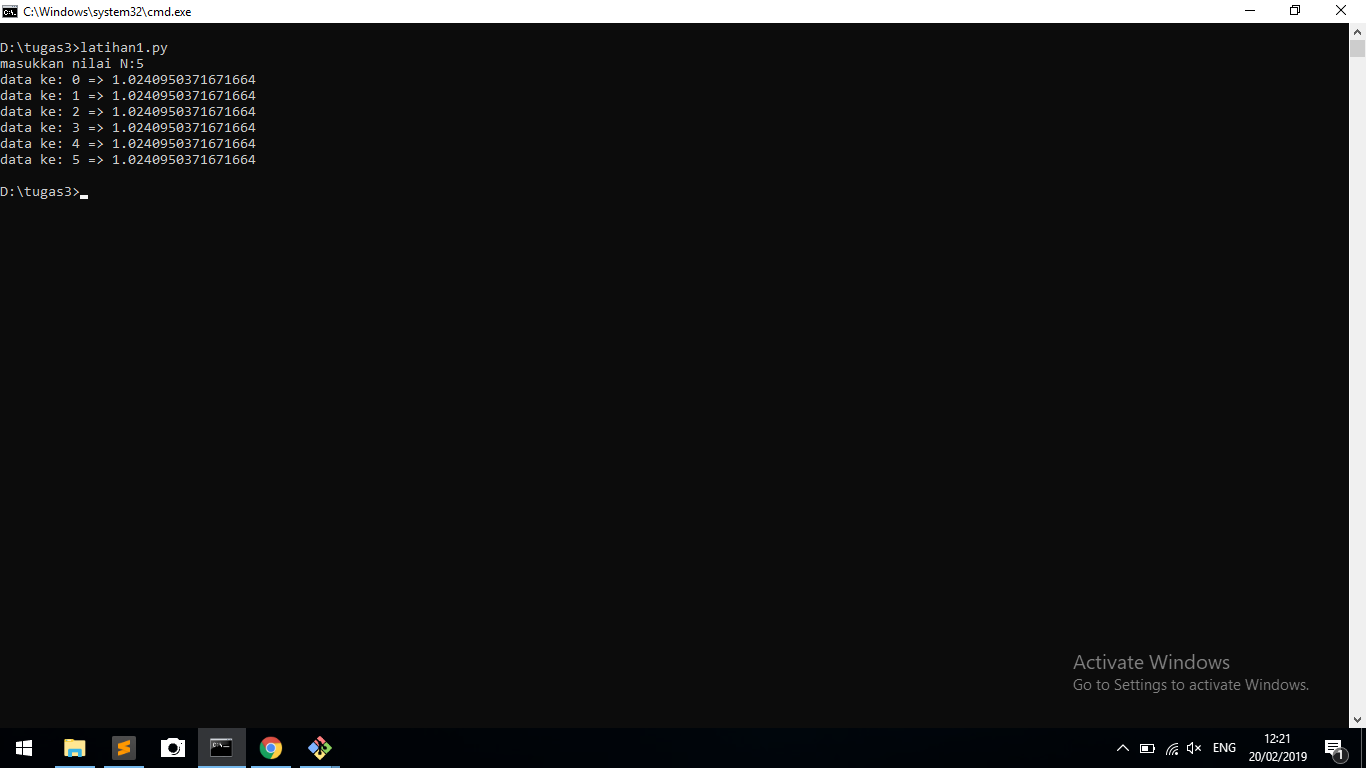 C:\Windows\system32\cmd.exe
D:\tugas3>latihan1.py
masukkan nilai N:5
data ke: 0 => 1.0240950371671664
data ke: 1 => 1.0240950371671664
data ke: 2 => 1.0240950371671664
data ke: 3 => 1.0240950371671664
data ke: 4 => 1.0240950371671664
data ke: 5 => 1.0240950371671664
D:\tugas3>
Activate Windows
Go to Settings to activate Windows.
ENG
12:21
20/02/2019
1